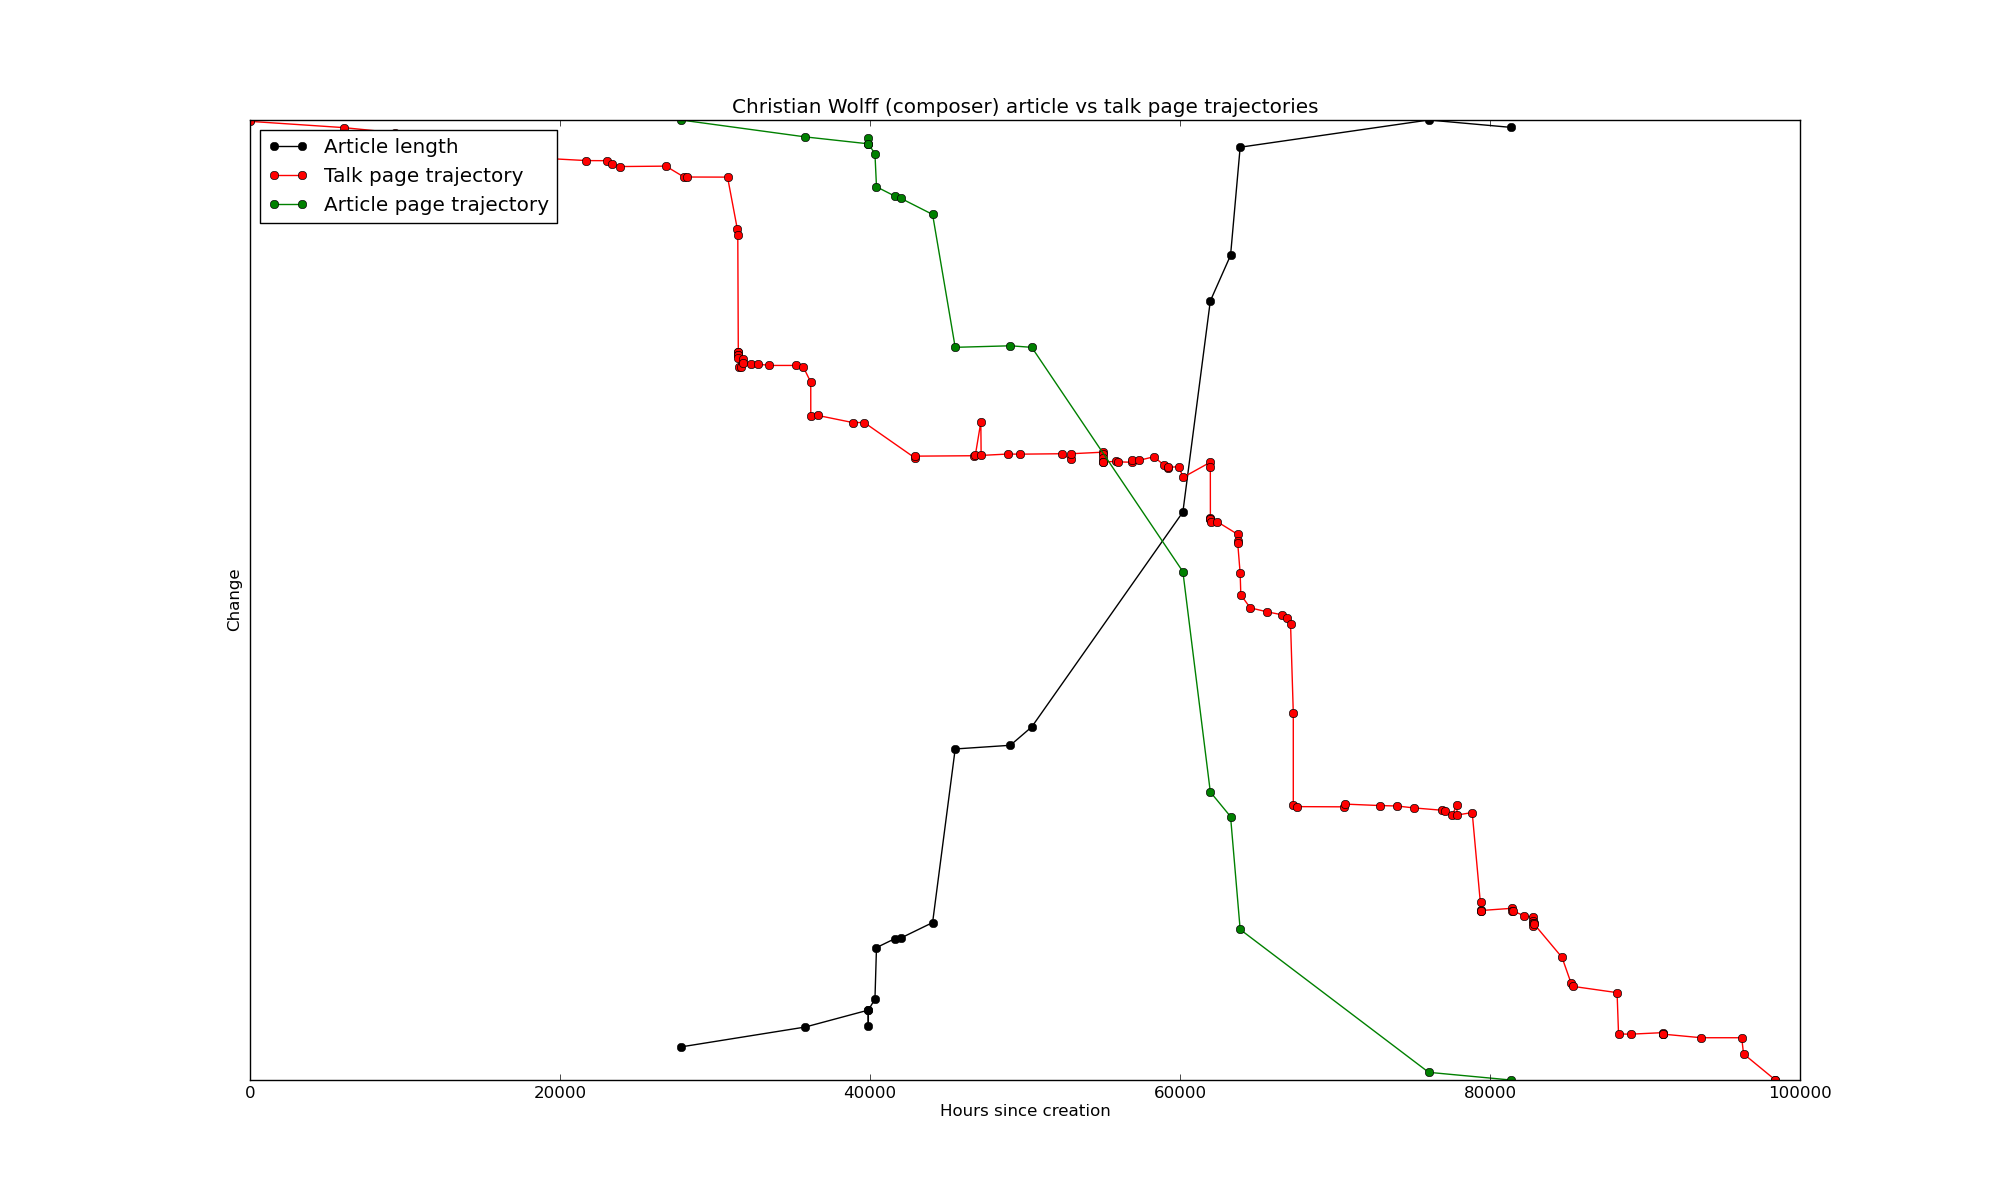 Christian Wolff (composer) article vs talk page trajectories
Article length
Talk page trajectory
Article page trajectory
Change
0
20000
40000
60000
80000
100000
Hours since creation